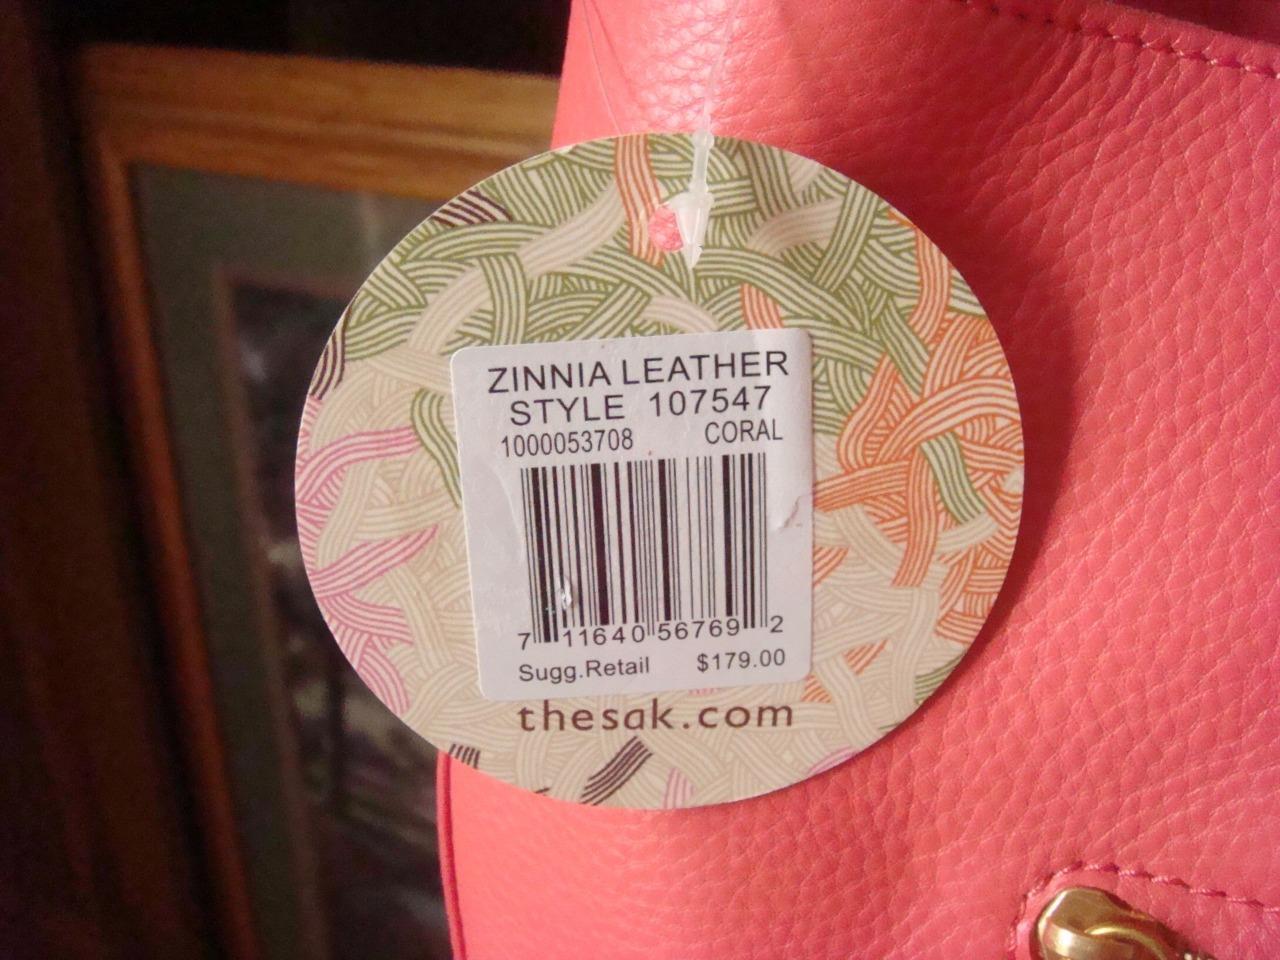 ZINNIA LEATHER
STYLE 107547
1000053708 CORAL
7 11640 56769 2
Sugg.Retail $179.00
thesak.com